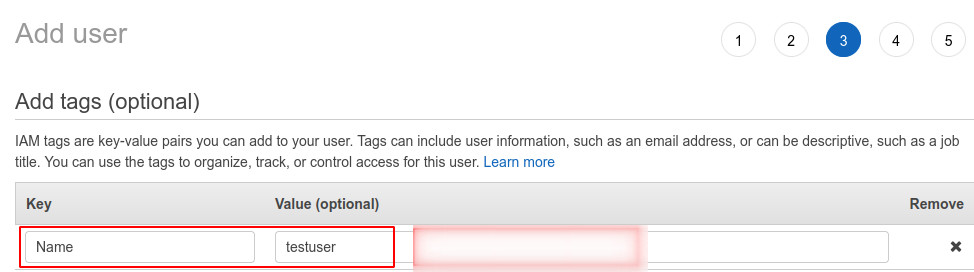 Add user
1 2 3 4 5
Add tags (optional)
IAM tags are key-value pairs you can add to your user. Tags can include user information, such as an email address, or can be descriptive, such as a job
title. You can use the tags to organize, track, or control access for this user. Learn more
Key Value (optional) Remove
Name testuser ✖